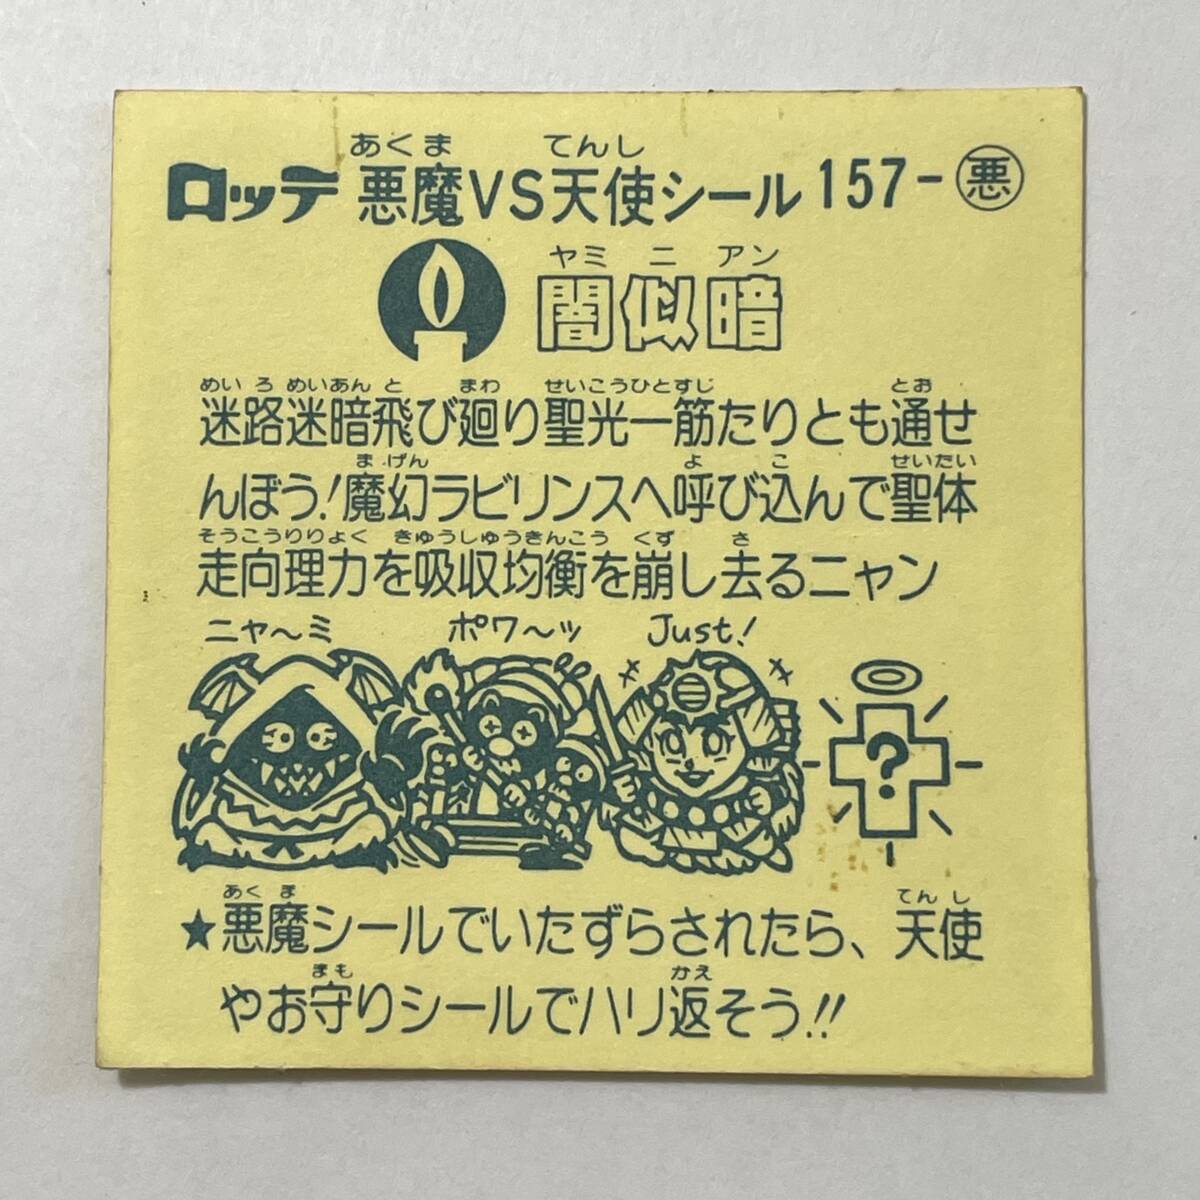 あくま てんし
ロッテ 悪魔VS天使シール 157-悪
ヤミ ニ アン
闇似暗
めいろ めいあん と まわ せいこうひとすじ とお
迷路迷暗飛び廻り聖光一筋たりとも通せ
まげん よ こ せいたい
んぼう!魔幻ラビリンスへ呼び込んで聖体
そうこうりりょく きゅうしゅうきんこう くず さ
走向理力を吸収均衡を崩し去るニャン
ニャ〜ミ ポワ〜ッ Just!
?
あくま てんし
★悪魔シールでいたずらされたら、天使
まも かえ
やお守りシールでハリ返そう!!